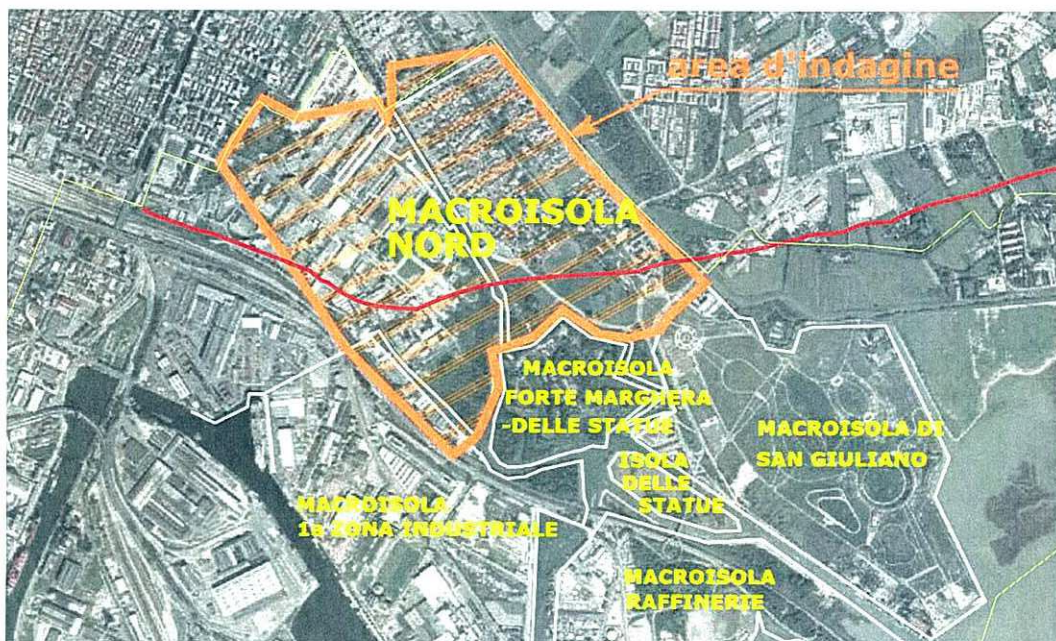 area d'indagine
MACROISOLA
NORD
MACROISOLA
FORTE MARGHERA
-DELLE STATUE
MACROISOLA DI
SAN GIULIANO
ISOLA
DELLE
STATUE
MACROISOLA
1a ZONA INDUSTRIALE
MACROISOLA
RAFFINERIE